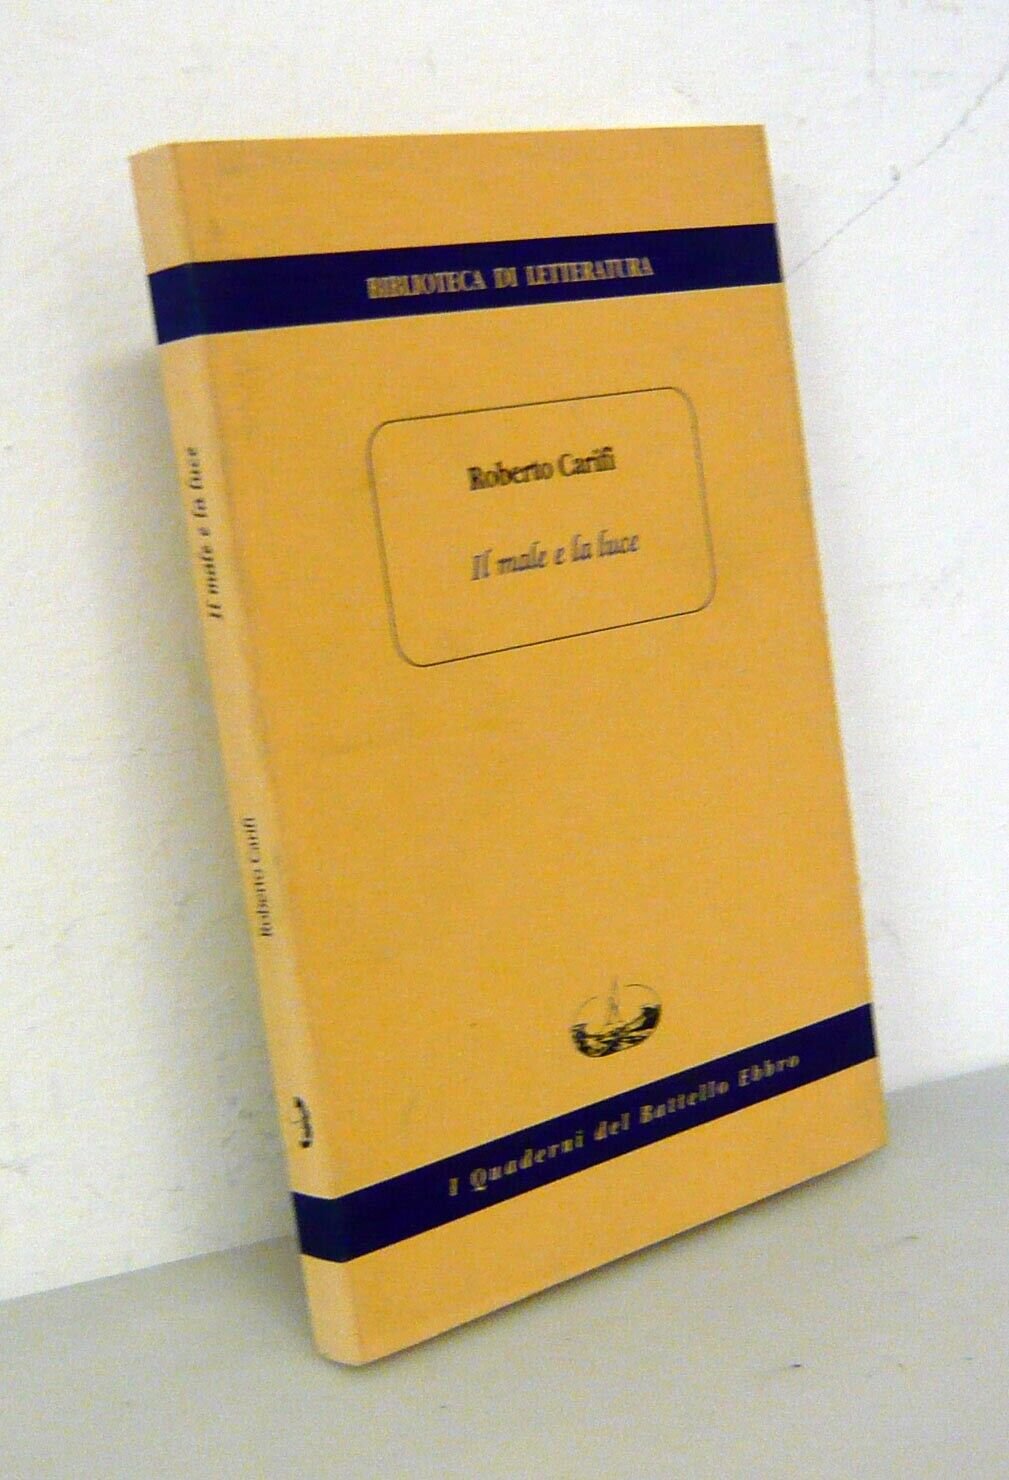 BIBLIOTECA DI LETTERATURA
Roberto Carifi
Il male e la luce
I Quaderni del Battello Ebbro
Il male e la luce
Roberto Carifi